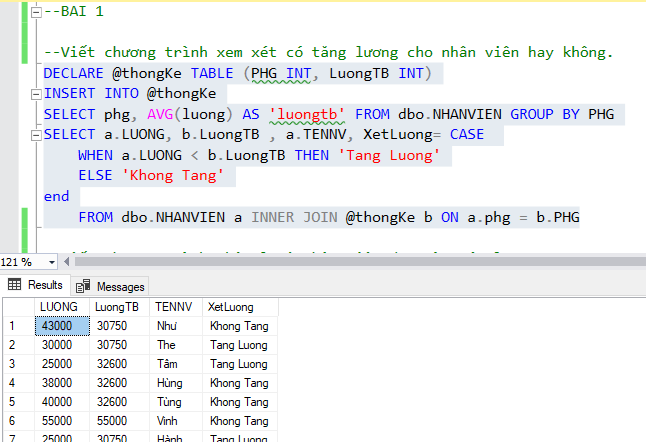 --BAI 1
--Viết chương trình xem xét có tăng lương cho nhân viên hay không.
DECLARE @thongKe TABLE (PHG INT, LuongTB INT)
INSERT INTO @thongKe
SELECT phg, AVG(luong) AS 'luongtb' FROM dbo.NHANVIEN GROUP BY PHG
SELECT a.LUONG, b.LuongTB , a.TENNV, XetLuong= CASE
WHEN a.LUONG < b.LuongTB THEN 'Tang Luong'
ELSE 'Khong Tang'
end
FROM dbo.NHANVIEN a INNER JOIN @thongKe b ON a.phg = b.PHG
121 %
Results Messages
LUONG LuongTB TENNV XetLuong
1 43000 30750 Như Khong Tang
2 30000 30750 The Tang Luong
3 25000 32600 Tâm Tang Luong
4 38000 32600 Hùng Khong Tang
5 40000 32600 Tùng Khong Tang
6 55000 55000 Vinh Khong Tang
7 25000 30750 Hành Tang Luong